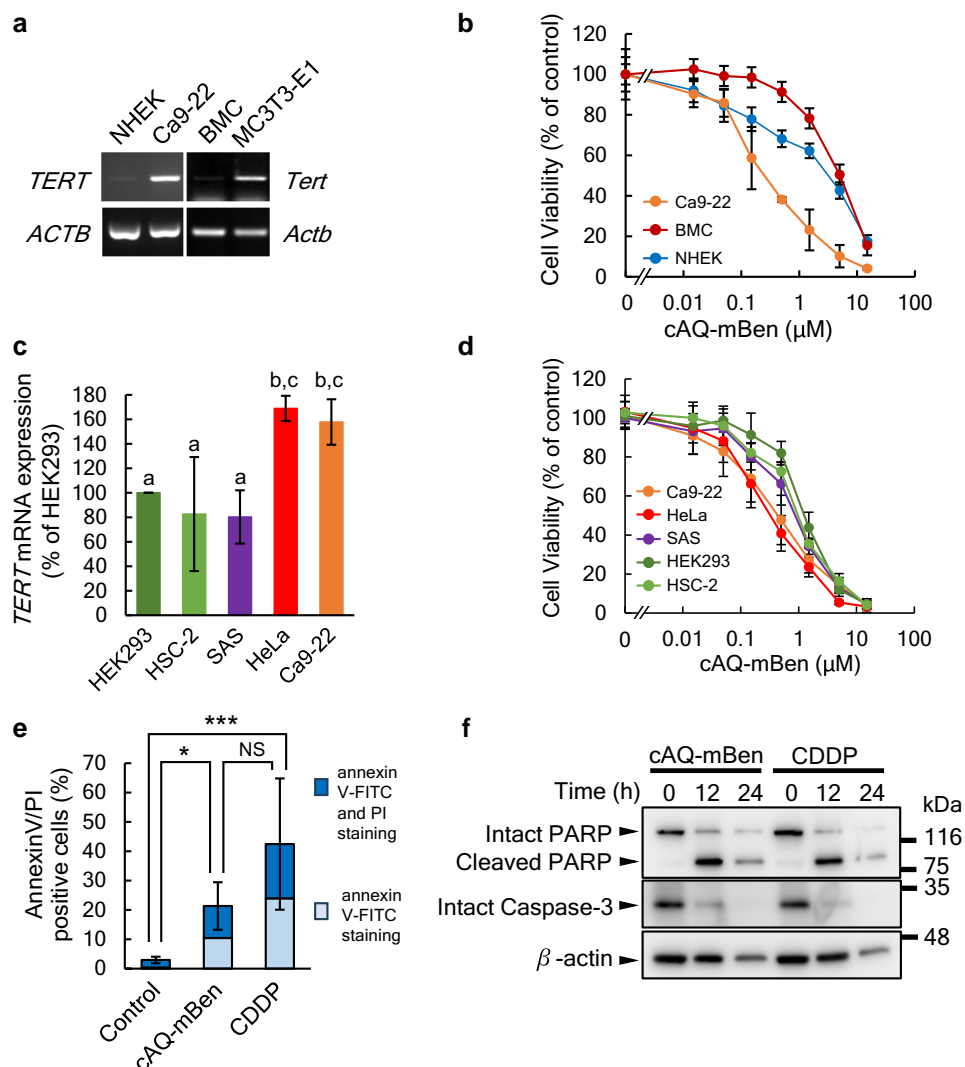 a
NHEK
Ca9-22
BMC
MC3T3-E1
TERT
Tert
ACTB
Actb
b
Cell Viability (% of control)
120
100
80
60
40
20
0
Ca9-22
BMC
NHEK
0
0.01
0.1
1
10
100
cAQ-mBen (µM)
c
TERT mRNA expression
(% of HEK293)
180
160
140
120
100
80
60
40
20
0
a
a
a
b,c
b,c
HEK293
HSC-2
SAS
HeLa
Ca9-22
d
Cell Viability (% of control)
120
100
80
60
40
20
0
Ca9-22
HeLa
SAS
HEK293
HSC-2
0
0.01
0.1
1
10
100
cAQ-mBen (µM)
e
AnnexinV/PI
positive cells (%)
70
60
50
40
30
20
10
0
***
*
NS
annexin
V-FITC
and PI
staining
annexin
V-FITC
staining
Control
cAQ-mBen
CDDP
f
cAQ-mBen CDDP
Time (h) 0 12 24 0 12 24 kDa
Intact PARP
116
Cleaved PARP
75
35
Intact Caspase-3
48
β-actin